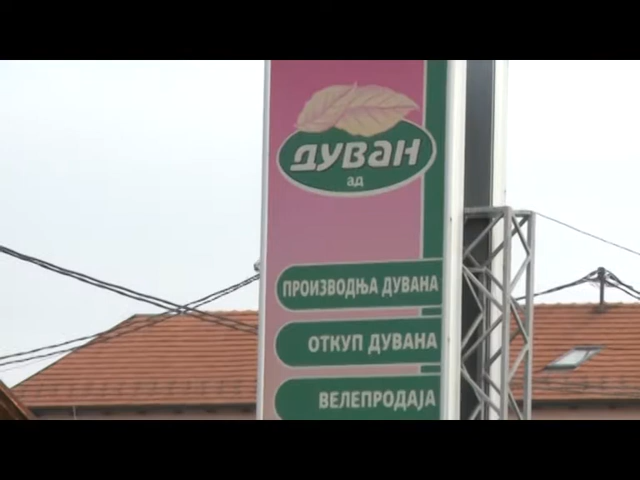 ДУВАН
ад
ПРОИЗВОДЊА ДУВАНА
ОТКУП ДУВАНА
ВЕЛЕПРОДАЈА